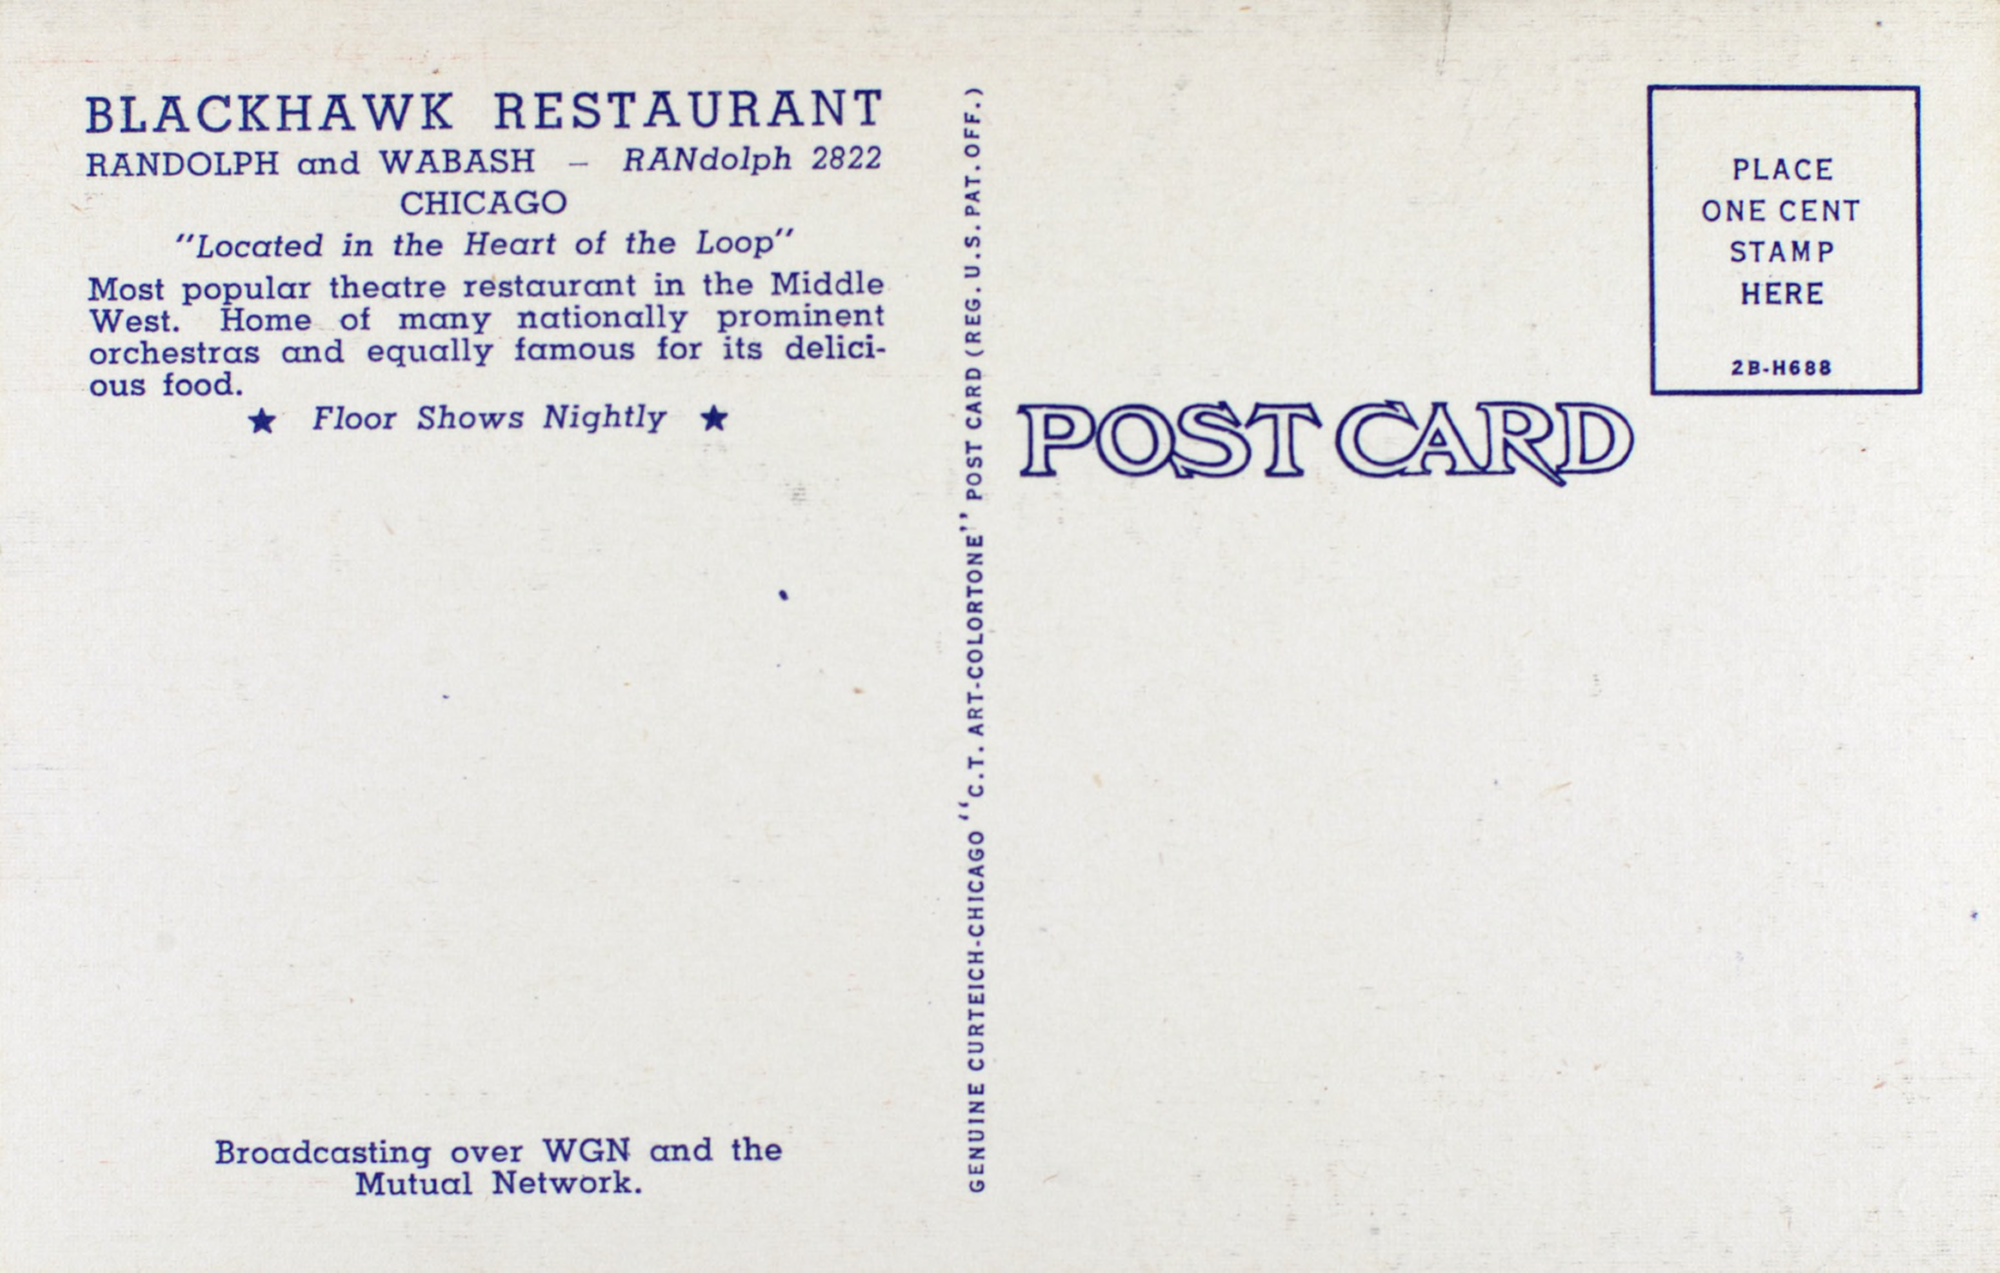 BLACKHAWK RESTAURANT
RANDOLPH and WABASH – RANdolph 2822
CHICAGO
"Located in the Heart of the Loop"
Most popular theatre restaurant in the Middle
West. Home of many nationally prominent
orchestras and equally famous for its delici-
ous food.
★ Floor Shows Nightly ★
Broadcasting over WGN and the
Mutual Network.
GENUINE CURTEICH-CHICAGO "C.T. ART-COLORTONE" POST CARD (REG. U.S. PAT. OFF.)
POST CARD
PLACE
ONE CENT
STAMP
HERE
2B-H688